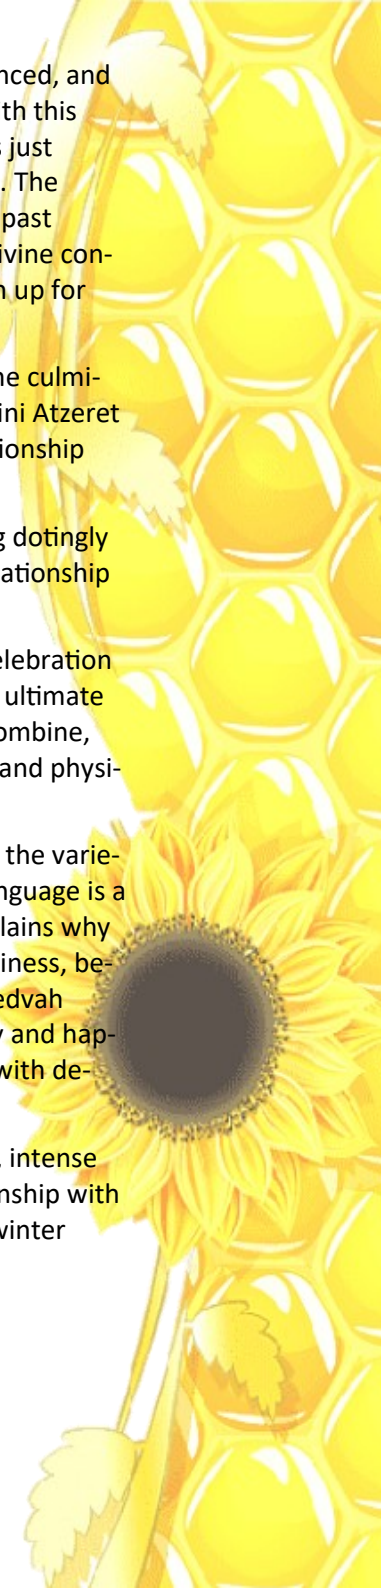 nced, and
th this
s just
. The
past
ivine con-
n up for
ne culmi-
ini Atzeret
ionship
g dotingly
lationship
elebration
ultimate
ombine,
and physi-
the varie-
nguage is a
lains why
iness, be-
edvah
y and hap-
with de-
, intense
nship with
winter